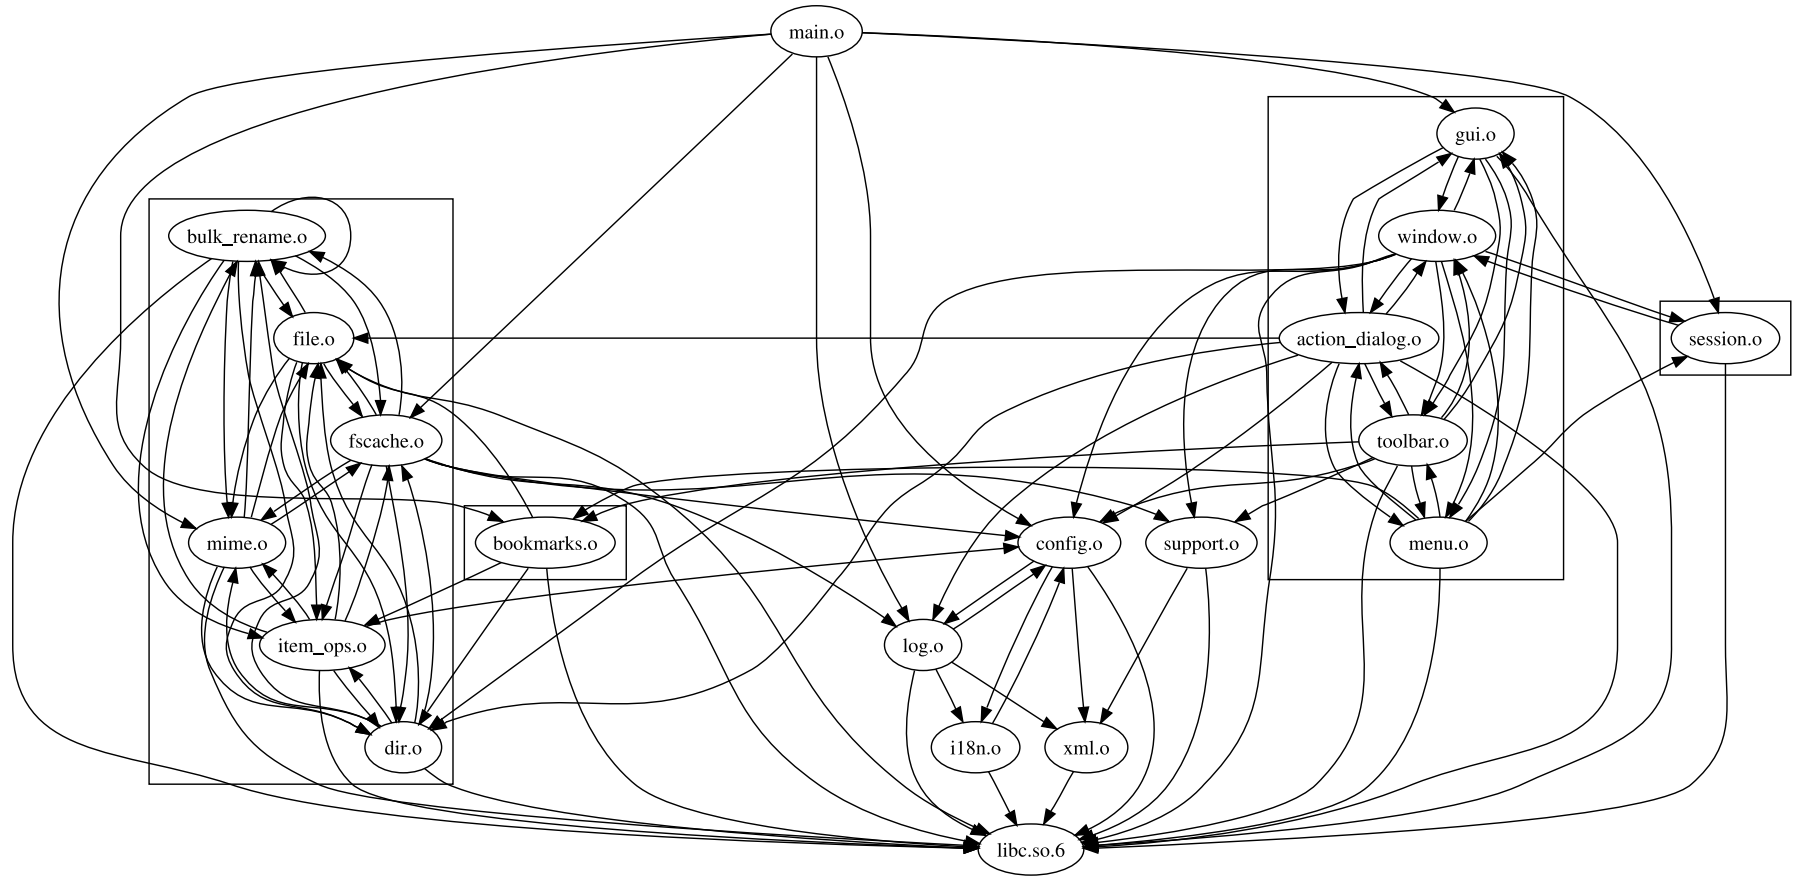 main.o
gui.o
bulk_rename.o
window.o
file.o
action_dialog.o
session.o
fscache.o
toolbar.o
mime.o
bookmarks.o
config.o
support.o
menu.o
item_ops.o
log.o
dir.o
i18n.o
xml.o
libc.so.6